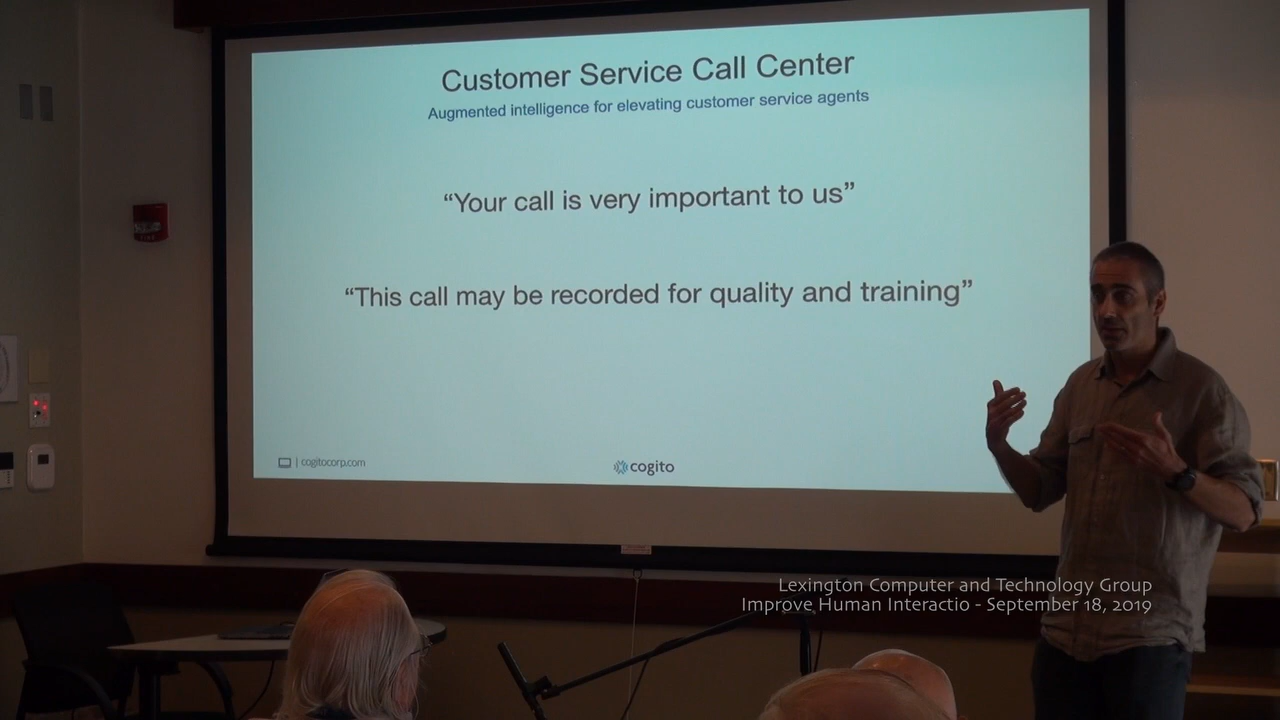 Customer Service Call Center
Augmented intelligence for elevating customer service agents
“Your call is very important to us”
“This call may be recorded for quality and training”
| cogitocorp.com
cogito
FIRE
Lexington Computer and Technology Group
Improve Human Interactio - September 18, 2019